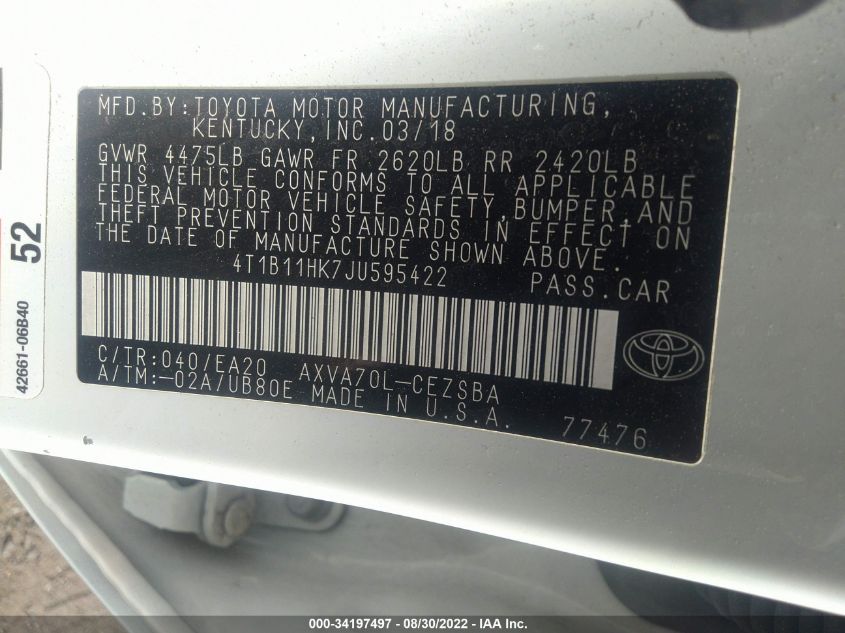 MFD.BY:TOYOTA MOTOR MANUFACTURING,
KENTUCKY,INC.03/18
GVWR 4475LB GAWR FR 2620LB RR 2420LB
THIS VEHICLE CONFORMS TO ALL APPLICABLE
FEDERAL MOTOR VEHICLE SAFETY,BUMPER,AND
THEFT PREVENTION STANDARDS IN EFFECT ON
THE DATE OF MANUFACTURE SHOWN ABOVE.
4T1B11HK7JU595422 PASS.CAR
C/TR:040/EA20 AXVA70L-CEZSBA
A/TM:-02A/UB80E MADE IN U.S.A. 77476
52
42661-06B40
000-34197497 - 08/30/2022 - IAA Inc.